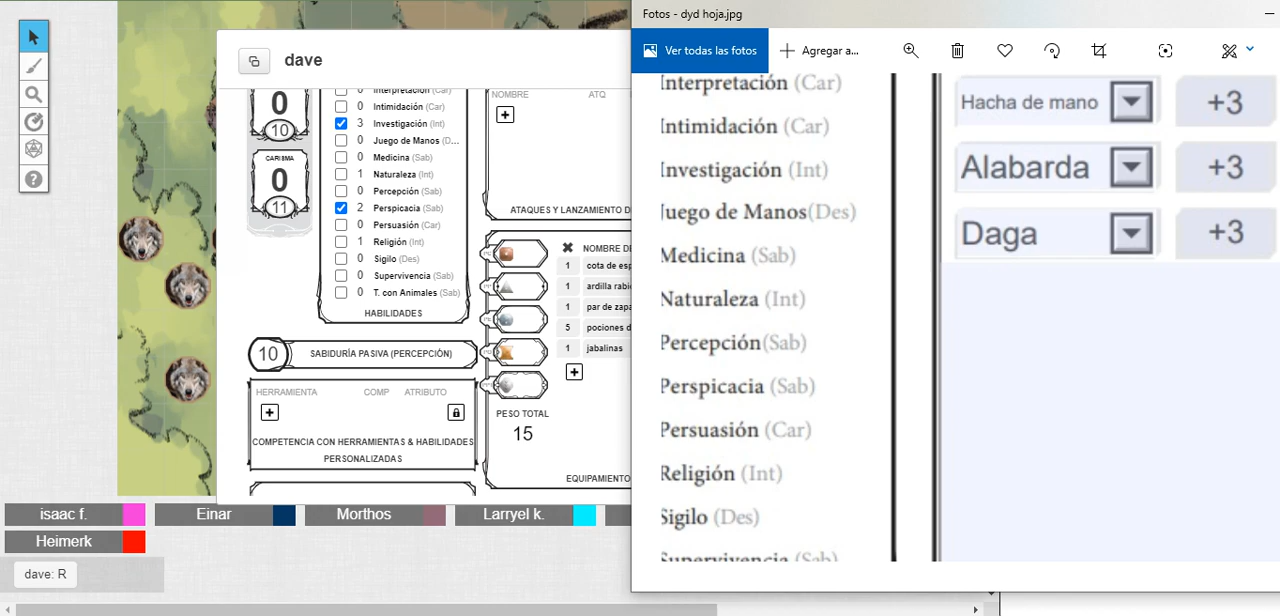 dave
0
10
CARISMA
0
11
0 Interpretación (Car)
0 Intimidación (Car)
3 Investigación (Int)
0 Juego de Manos (D...
0 Medicina (Sab)
1 Naturaleza (Int)
0 Percepción (Sab)
2 Perspicacia (Sab)
0 Persuasión (Car)
1 Religión (Int)
0 Sigilo (Des)
0 Supervivencia (Sab)
0 T. con Animales (Sab)
HABILIDADES
10 SABIDURÍA PASIVA (PERCEPCIÓN)
HERRAMIENTA COMP ATRIBUTO
COMPETENCIA CON HERRAMIENTAS & HABILIDADES
PERSONALIZADAS
NOMBRE ATQ
ATAQUES Y LANZAMIENTO D
NOMBRE DE
1 cota de esp
1 ardilla rabi
1 par de zapa
5 pociones d
1 jabalinas
PESO TOTAL
15
EQUIPAMIENTO
isaac f.
Einar
Morthos
Larryel k.
Heimerk
dave: R
Fotos - dyd hoja.jpg
Ver todas las fotos
Agregar a...
Interpretación (Car)
Intimidación (Car)
Investigación (Int)
Juego de Manos(Des)
Medicina (Sab)
Naturaleza (Int)
Percepción(Sab)
Perspicacia (Sab)
Persuasión (Car)
Religión (Int)
Sigilo (Des)
Supervivencia (Sab)
Hacha de mano +3
Alabarda +3
Daga +3